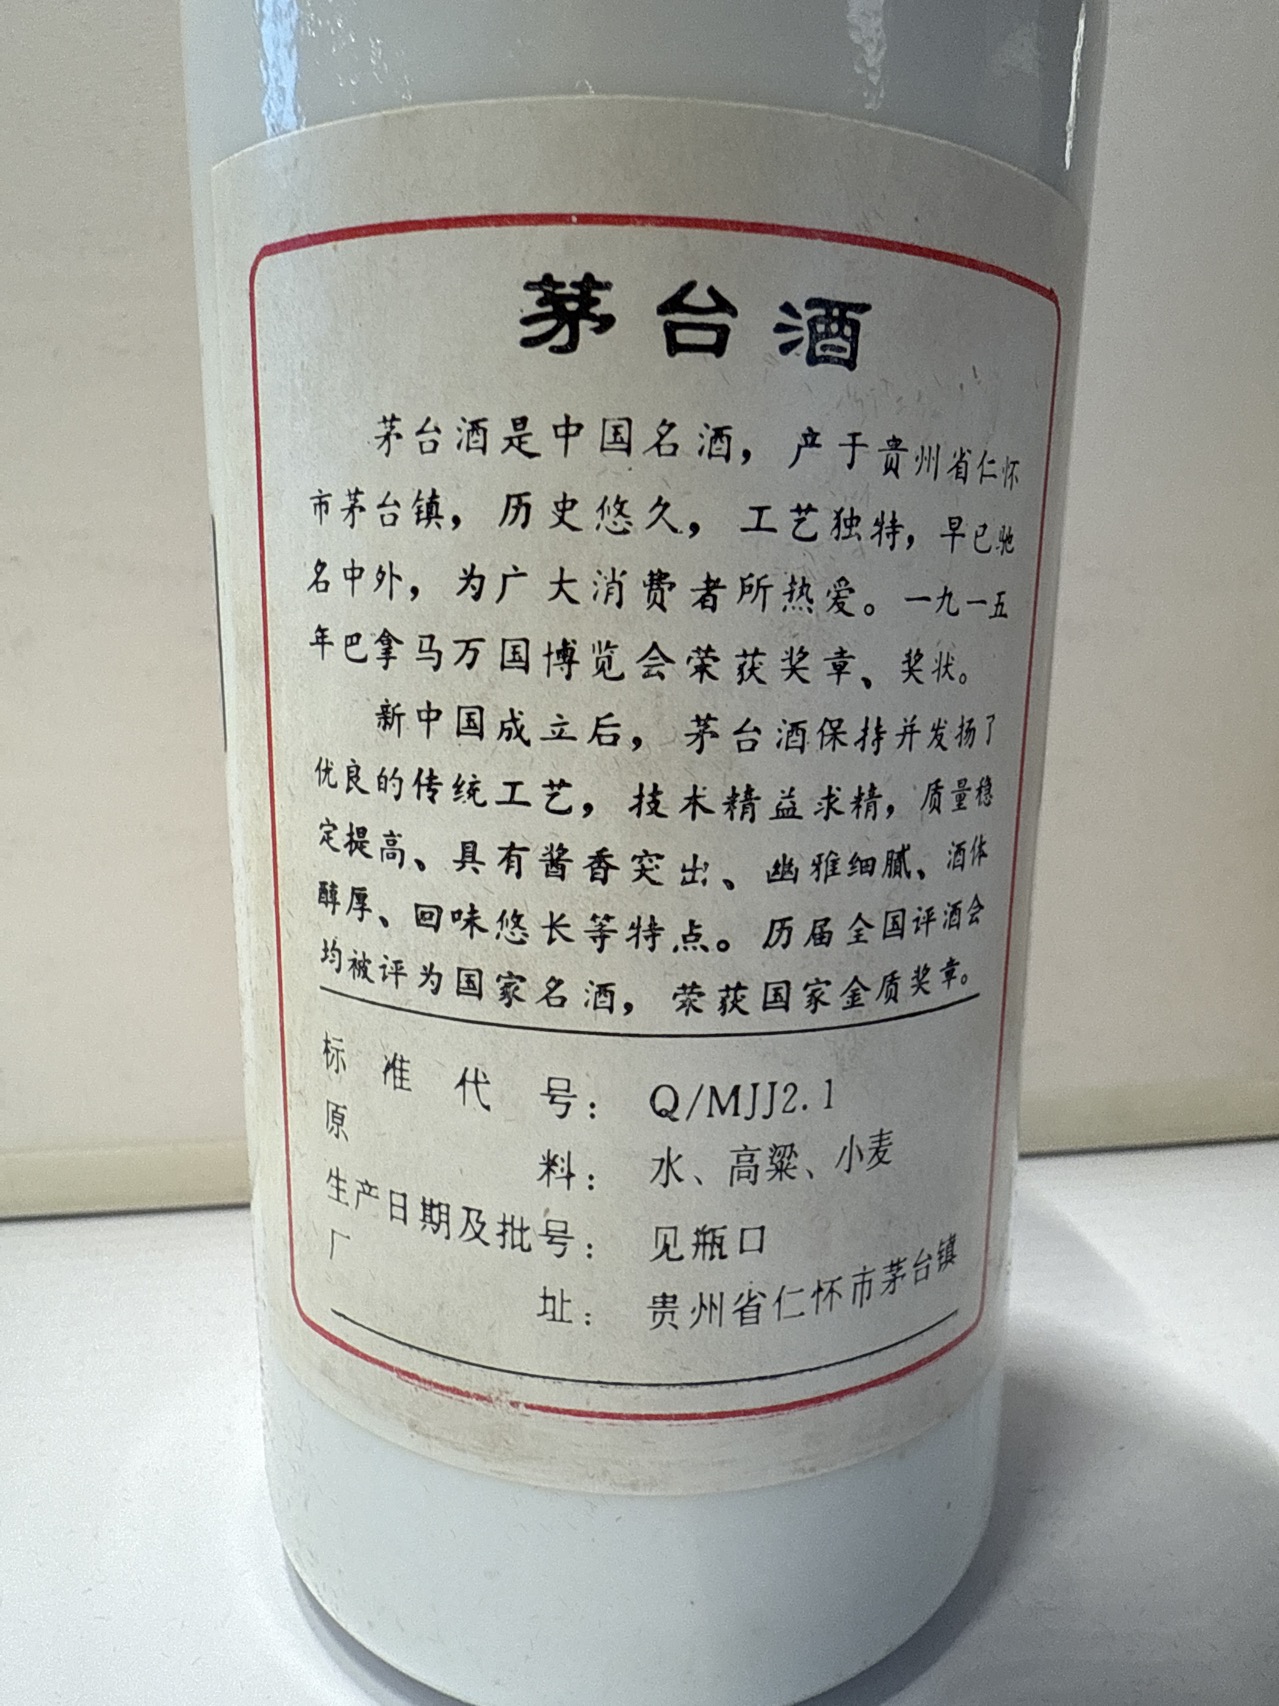 茅台酒
茅台酒是中国名酒，产于贵州省仁怀
市茅台镇，历史悠久，工艺独特，早已驰
名中外，为广大消费者所热爱。一九一五
年巴拿马万国博览会荣获奖章、奖状。
新中国成立后，茅台酒保持并发扬了
优良的传统工艺，技术精益求精，质量稳
定提高、具有酱香突出、幽雅细腻、酒体
醇厚、回味悠长等特点。历届全国评酒会
均被评为国家名酒，荣获国家金质奖章。
标准代号：Q/MJJ2.1
原料：水、高粱、小麦
生产日期及批号：见瓶口
厂址：贵州省仁怀市茅台镇